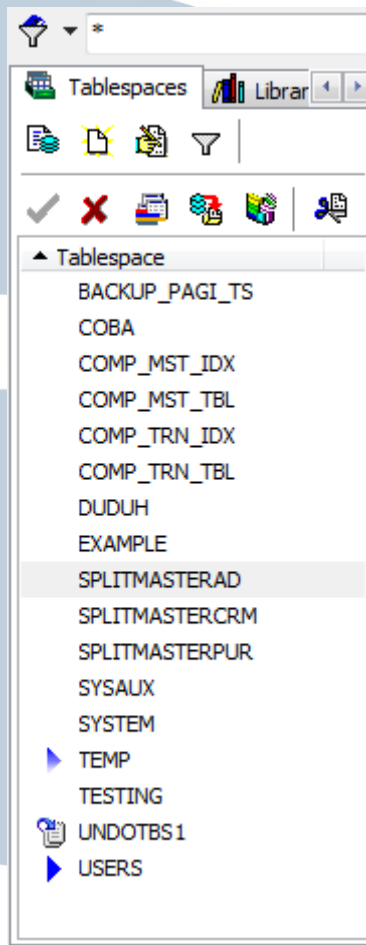 *
Tablespaces Librar
Tablespace
BACKUP_PAGI_TS
COBA
COMP_MST_IDX
COMP_MST_TBL
COMP_TRN_IDX
COMP_TRN_TBL
DUDUH
EXAMPLE
SPLITMASTERAD
SPLITMASTERCRM
SPLITMASTERPUR
SYSAUX
SYSTEM
TEMP
TESTING
UNDOTBS1
USERS